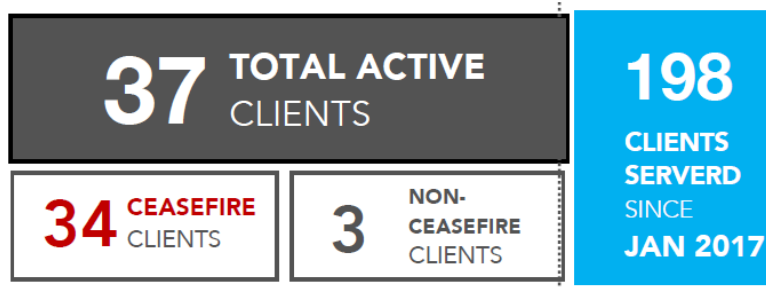 37 TOTAL ACTIVE
CLIENTS
34 CEASEFIRE
CLIENTS
3 NON-
CEASEFIRE
CLIENTS
198
CLIENTS
SERVERD
SINCE
JAN 2017